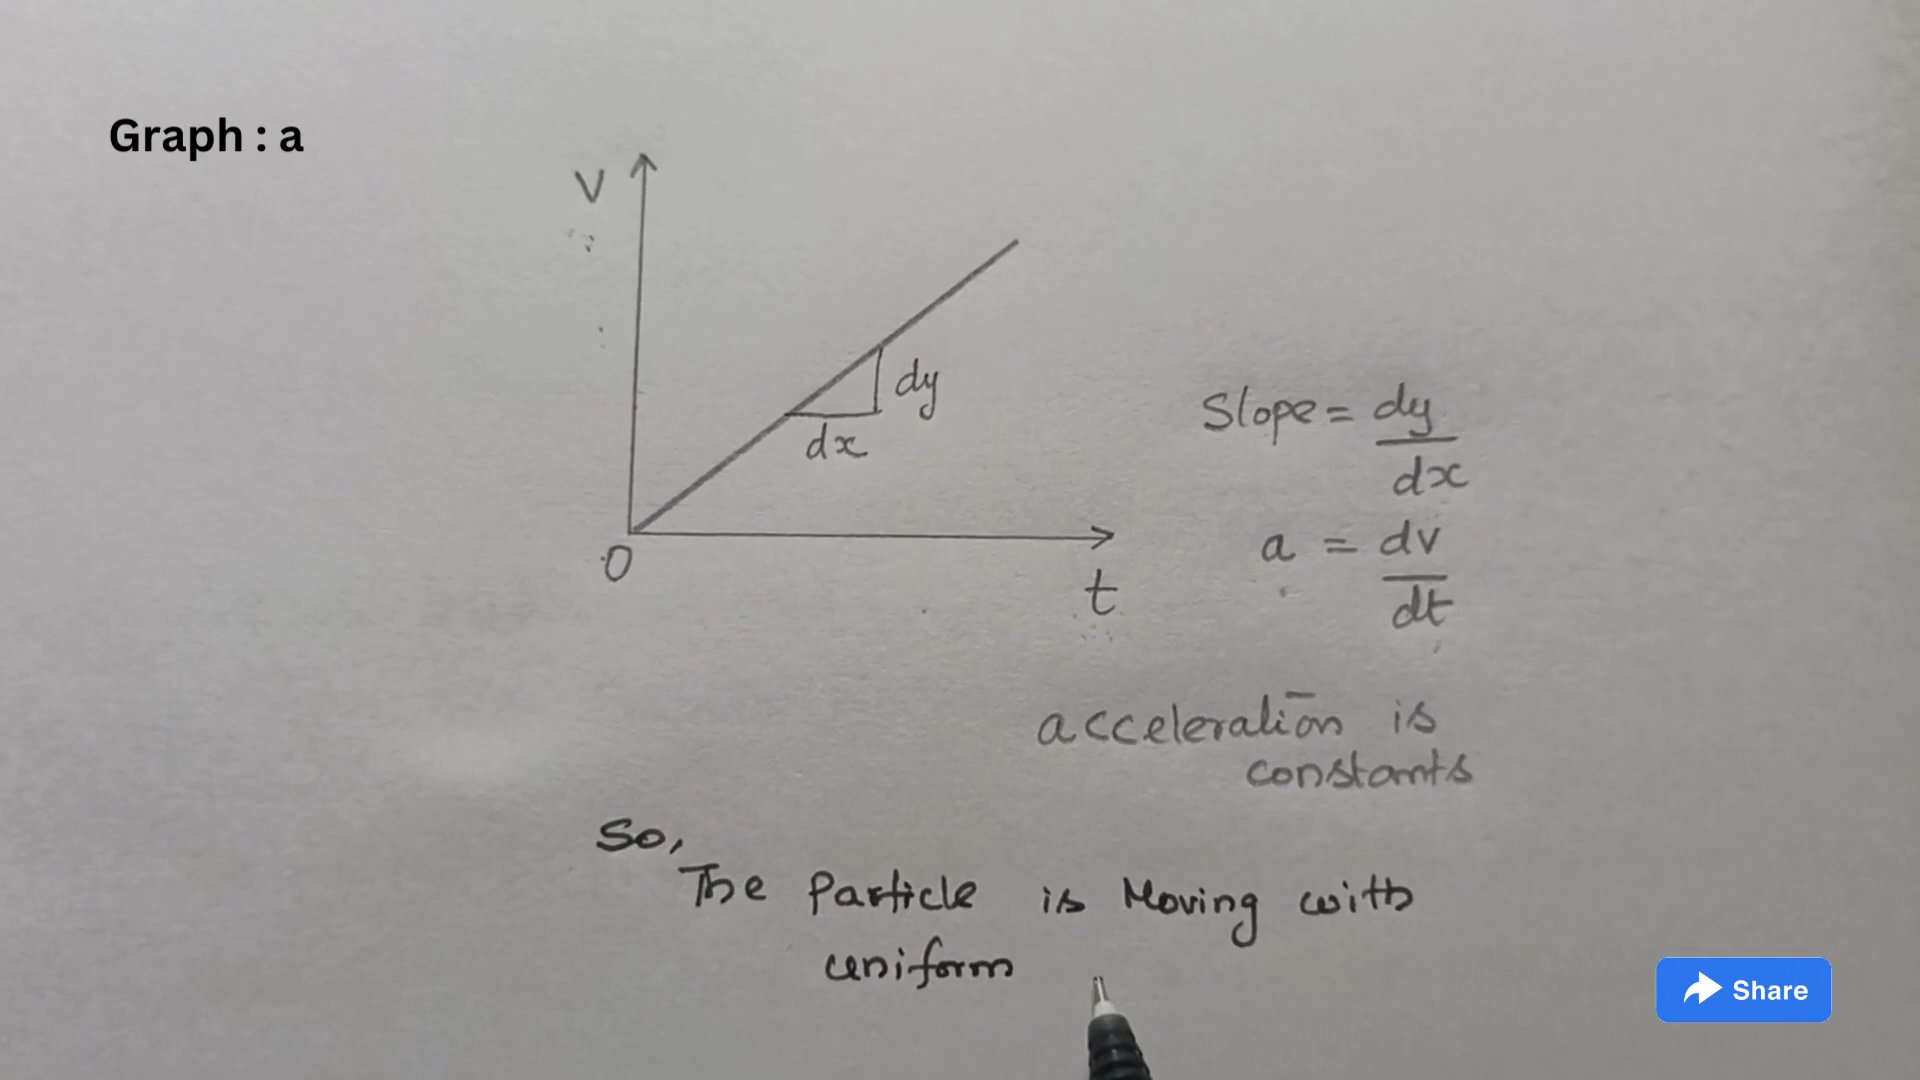 Graph : a
V
dy
dx
O
t
Slope = dy
dx
a = dv
dt
acceleration is
constants
So,
The Particle is Moving with
uniform
Share